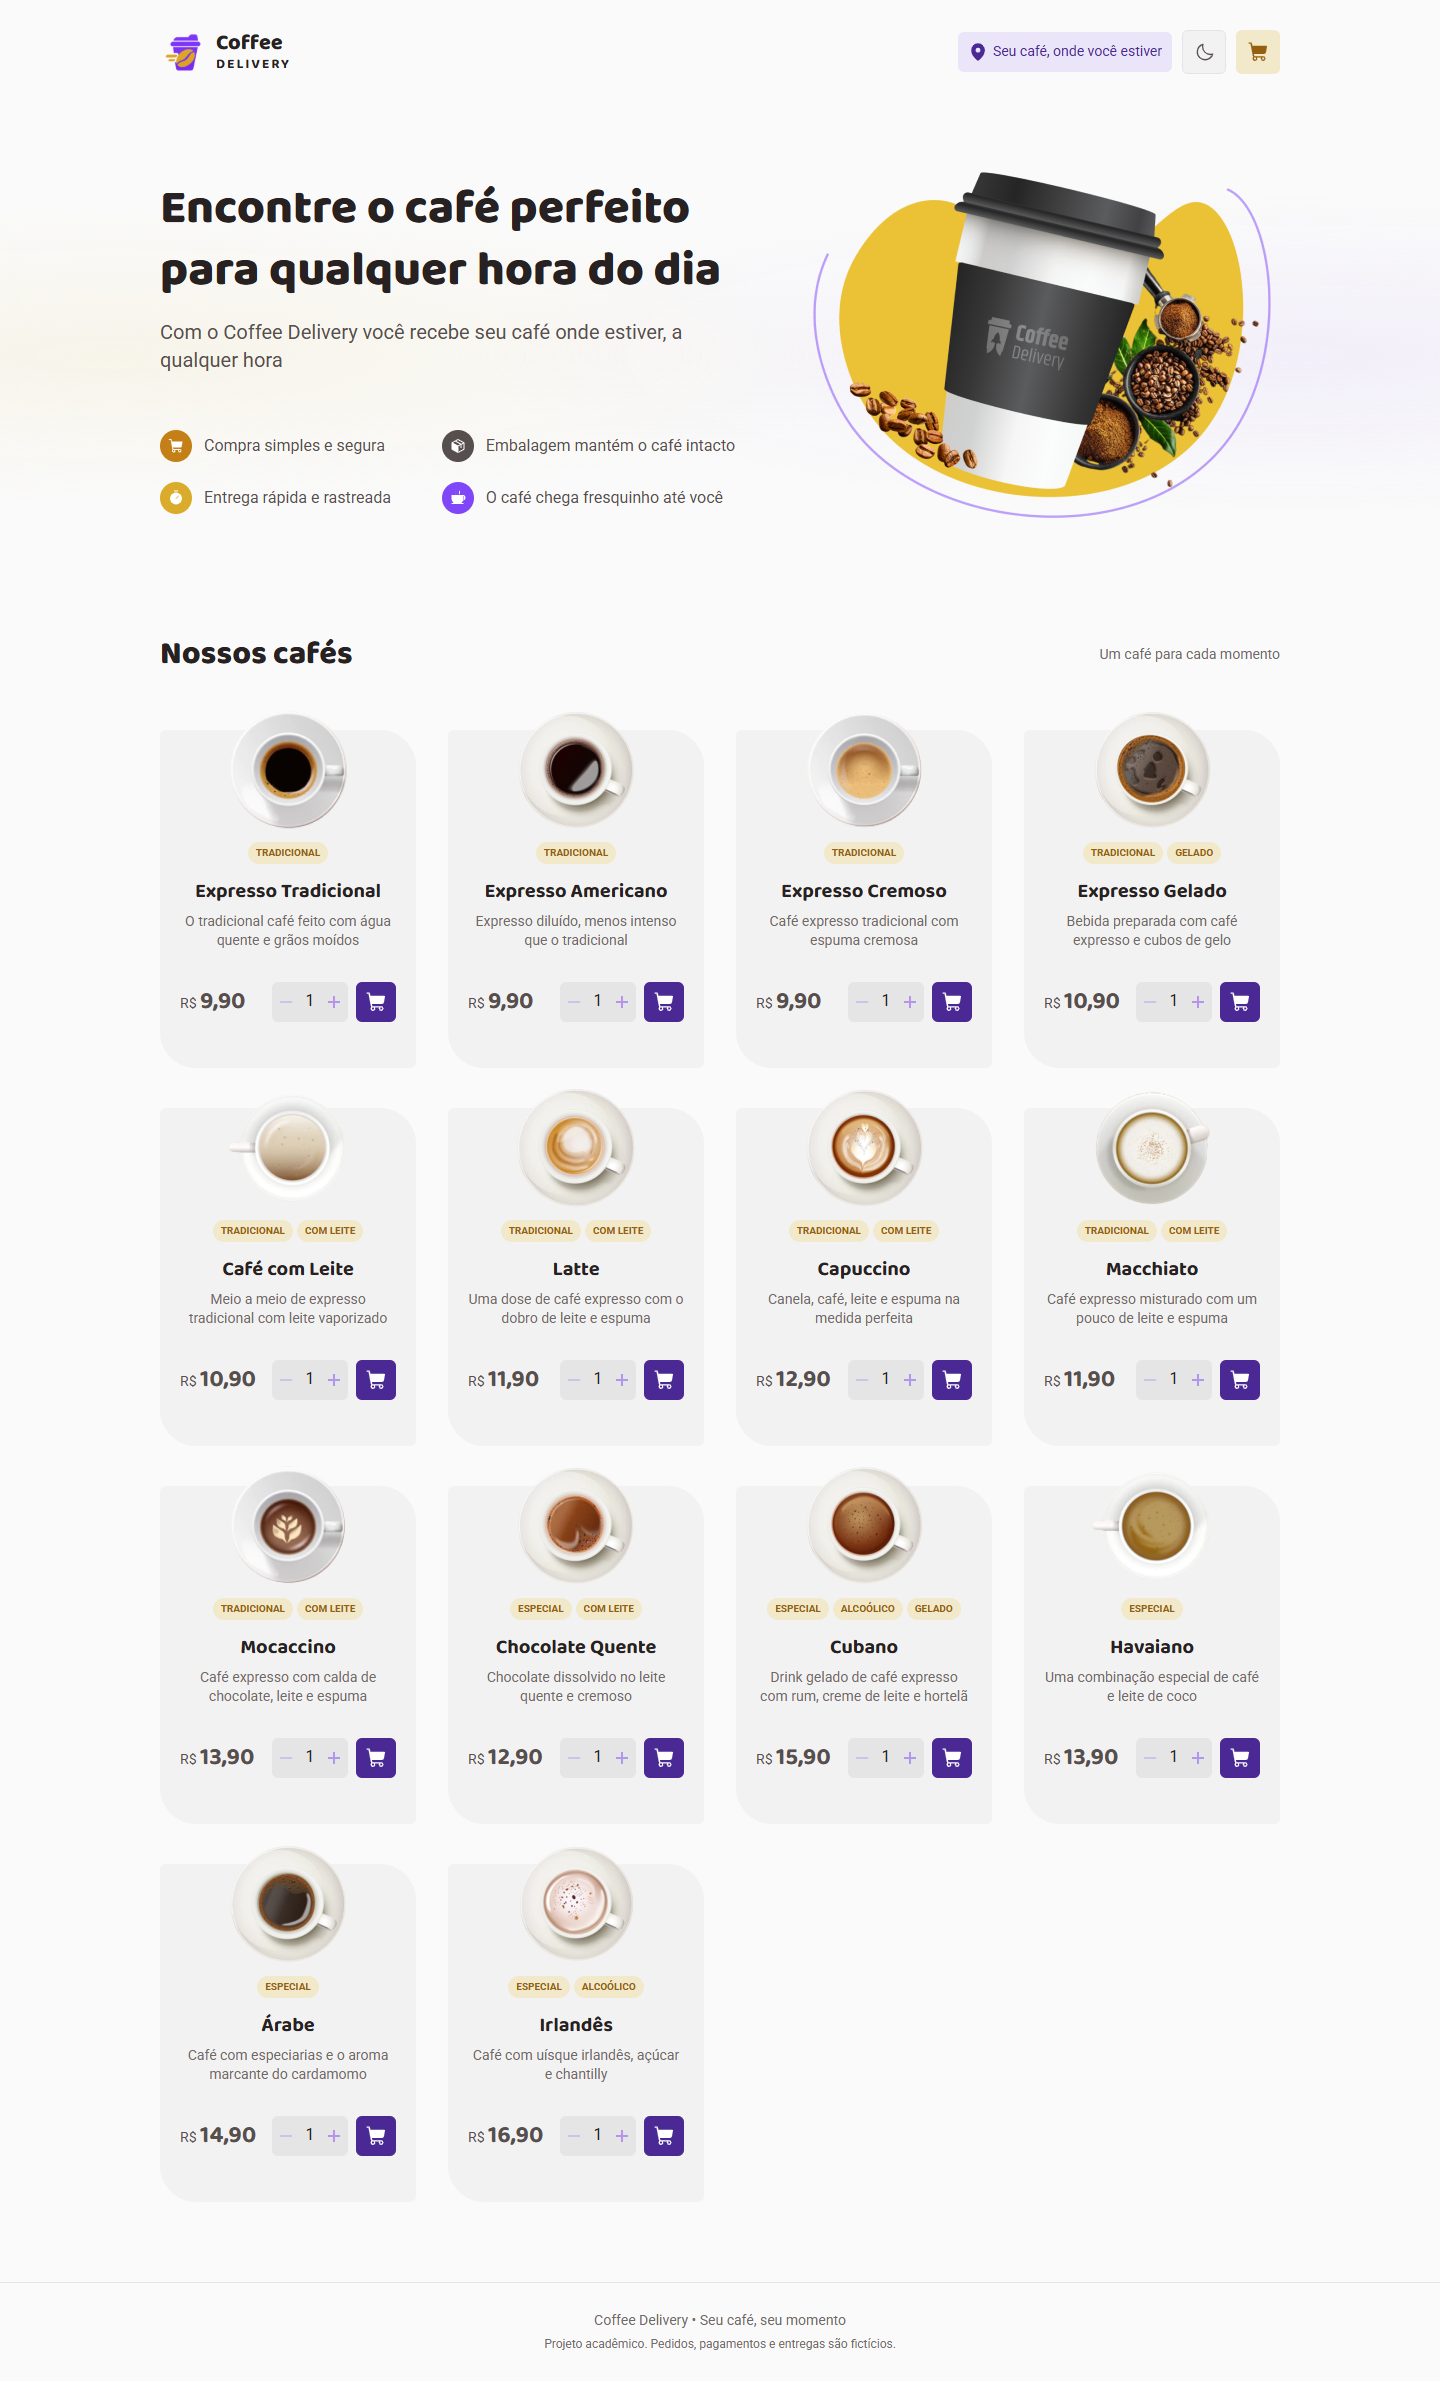 Coffee
DELIVERY
Seu café, onde você estiver
Encontre o café perfeito
para qualquer hora do dia
Com o Coffee Delivery você recebe seu café onde estiver, a
qualquer hora
Compra simples e segura
Embalagem mantém o café intacto
Entrega rápida e rastreada
O café chega fresquinho até você
Coffee
Delivery
Nossos cafés
Um café para cada momento
TRADICIONAL
Expresso Tradicional
O tradicional café feito com água
quente e grãos moídos
R$ 9,90
1
TRADICIONAL
Expresso Americano
Expresso diluído, menos intenso
que o tradicional
R$ 9,90
1
TRADICIONAL
Expresso Cremoso
Café expresso tradicional com
espuma cremosa
R$ 9,90
1
TRADICIONAL GELADO
Expresso Gelado
Bebida preparada com café
expresso e cubos de gelo
R$ 10,90
1
TRADICIONAL COM LEITE
Café com Leite
Meio a meio de expresso
tradicional com leite vaporizado
R$ 10,90
1
TRADICIONAL COM LEITE
Latte
Uma dose de café expresso com o
dobro de leite e espuma
R$ 11,90
1
TRADICIONAL COM LEITE
Capuccino
Canela, café, leite e espuma na
medida perfeita
R$ 12,90
1
TRADICIONAL COM LEITE
Macchiato
Café expresso misturado com um
pouco de leite e espuma
R$ 11,90
1
TRADICIONAL COM LEITE
Mocaccino
Café expresso com calda de
chocolate, leite e espuma
R$ 13,90
1
ESPECIAL COM LEITE
Chocolate Quente
Chocolate dissolvido no leite
quente e cremoso
R$ 12,90
1
ESPECIAL ALCOÓLICO GELADO
Cubano
Drink gelado de café expresso
com rum, creme de leite e hortelã
R$ 15,90
1
ESPECIAL
Havaiano
Uma combinação especial de café
e leite de coco
R$ 13,90
1
ESPECIAL
Árabe
Café com especiarias e o aroma
marcante do cardamomo
R$ 14,90
1
ESPECIAL ALCOÓLICO
Irlandês
Café com uísque irlandês, açúcar
e chantilly
R$ 16,90
1
Coffee Delivery • Seu café, seu momento
Projeto acadêmico. Pedidos, pagamentos e entregas são fictícios.